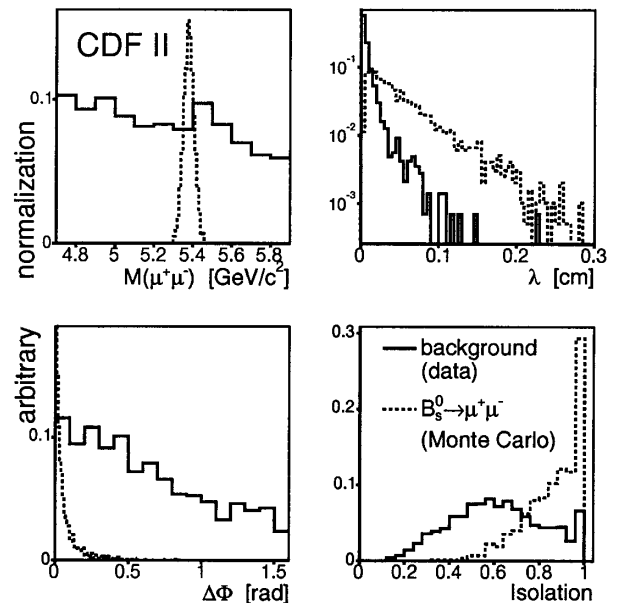 CDF II
0.1
0
4.8 5 5.2 5.4 5.6 5.8
M(μ⁺μ⁻) [GeV/c²]
10⁻¹
10⁻²
10⁻³
0 0.1 0.2 0.3
λ [cm]
arbitrary normalization
0.1
0
0 0.5 1 1.5
ΔΦ [rad]
0.3
0.2
0.1
0
background
(data)
B⁰ₛ→μ⁺μ⁻
(Monte Carlo)
0 0.2 0.4 0.6 0.8 1
Isolation